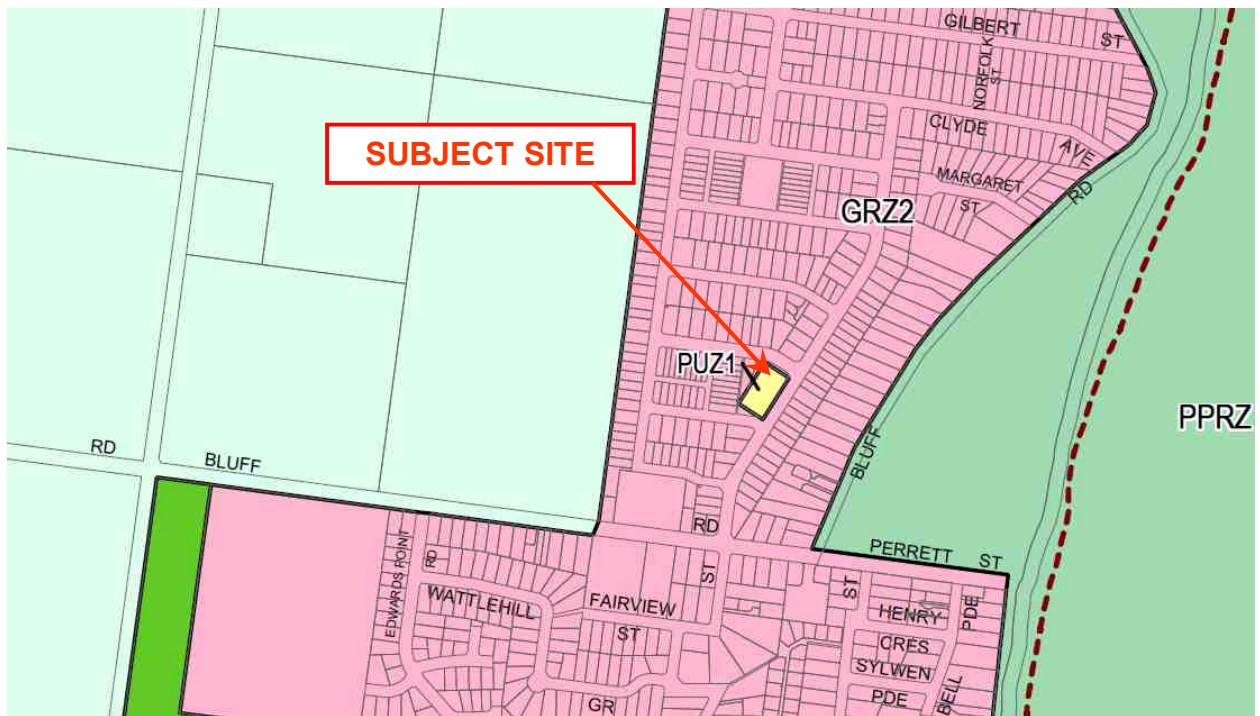 GILBERT
ST
NORFOLK
ST
CLYDE
AVE
SUBJECT SITE
MARGARET
ST
RD
GRZ2
PUZ1
PPRZ
RD
BLUFF
BLUFF
RD
PERRETT
ST
EDWARDS POINT
RD
ST
ST
WATTLEHILL
FAIRVIEW
ST
HENRY
PDE
CRES
SYLWEN
PDE
BELL
GR